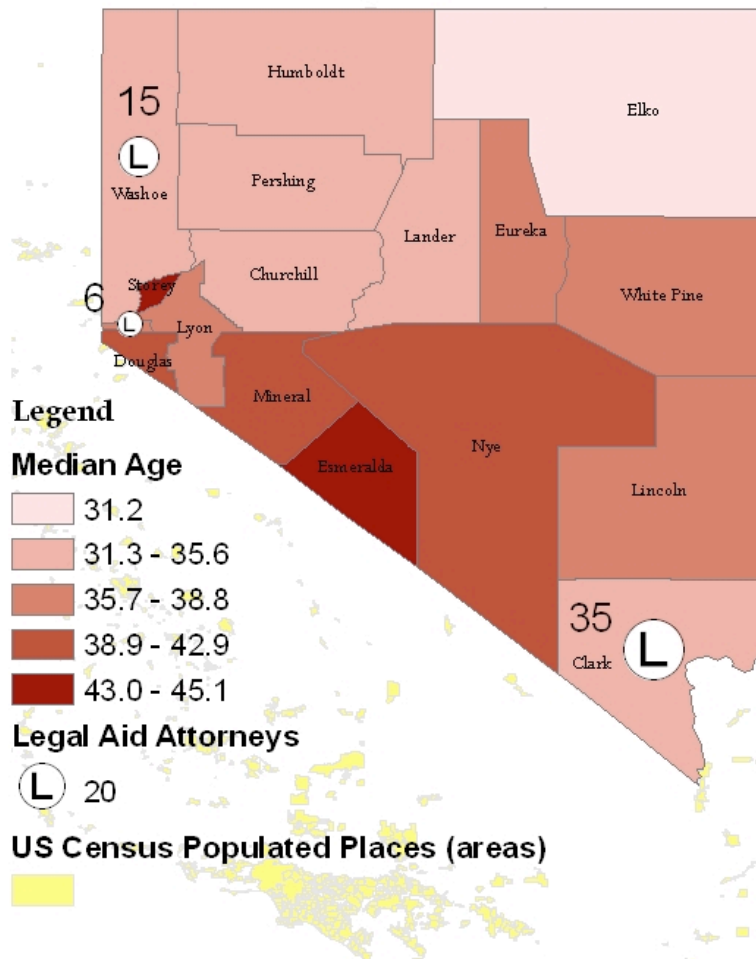 Humboldt
15
Elko
L
Pershing
Washoe
Eureka
Lander
Churchill
Storey
6
White Pine
L
Lyon
Douglas
Mineral
Legend
Nye
Median Age
Esmeralda
Lincoln
31.2
31.3 - 35.6
35.7 - 38.8
35
38.9 - 42.9
L
Clark
43.0 - 45.1
Legal Aid Attorneys
L 20
US Census Populated Places (areas)